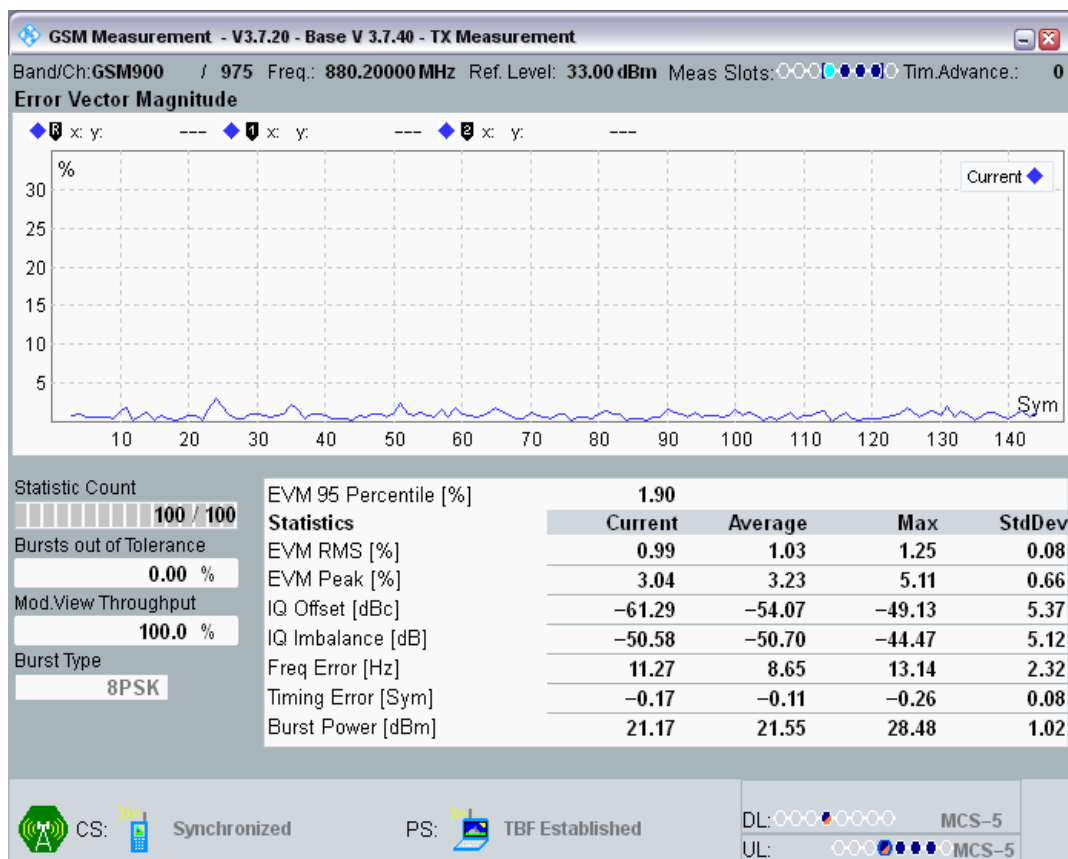 GSM Measurement - V3.7.20 - Base V 3.7.40 - TX Measurement
Band/Ch:GSM900 / 975 Freq.: 880.20000 MHz Ref. Level: 33.00 dBm Meas Slots: Tim.Advance.: 0
Error Vector Magnitude
R x: y: --- 1 x: y: --- 2 x: y: ---
%
Current
30
25
20
15
10
5
Sym
10 20 30 40 50 60 70 80 90 100 110 120 130 140
Statistic Count
100 / 100
Bursts out of Tolerance
0.00 %
Mod.View Throughput
100.0 %
Burst Type
8PSK
EVM 95 Percentile [%] 1.90
Statistics Current Average Max StdDev
EVM RMS [%] 0.99 1.03 1.25 0.08
EVM Peak [%] 3.04 3.23 5.11 0.66
IQ Offset [dBc] −61.29 −54.07 −49.13 5.37
IQ Imbalance [dB] −50.58 −50.70 −44.47 5.12
Freq Error [Hz] 11.27 8.65 13.14 2.32
Timing Error [Sym] −0.17 −0.11 −0.26 0.08
Burst Power [dBm] 21.17 21.55 28.48 1.02
CS: Synchronized PS: TBF Established
DL: MCS−5
UL: MCS−5